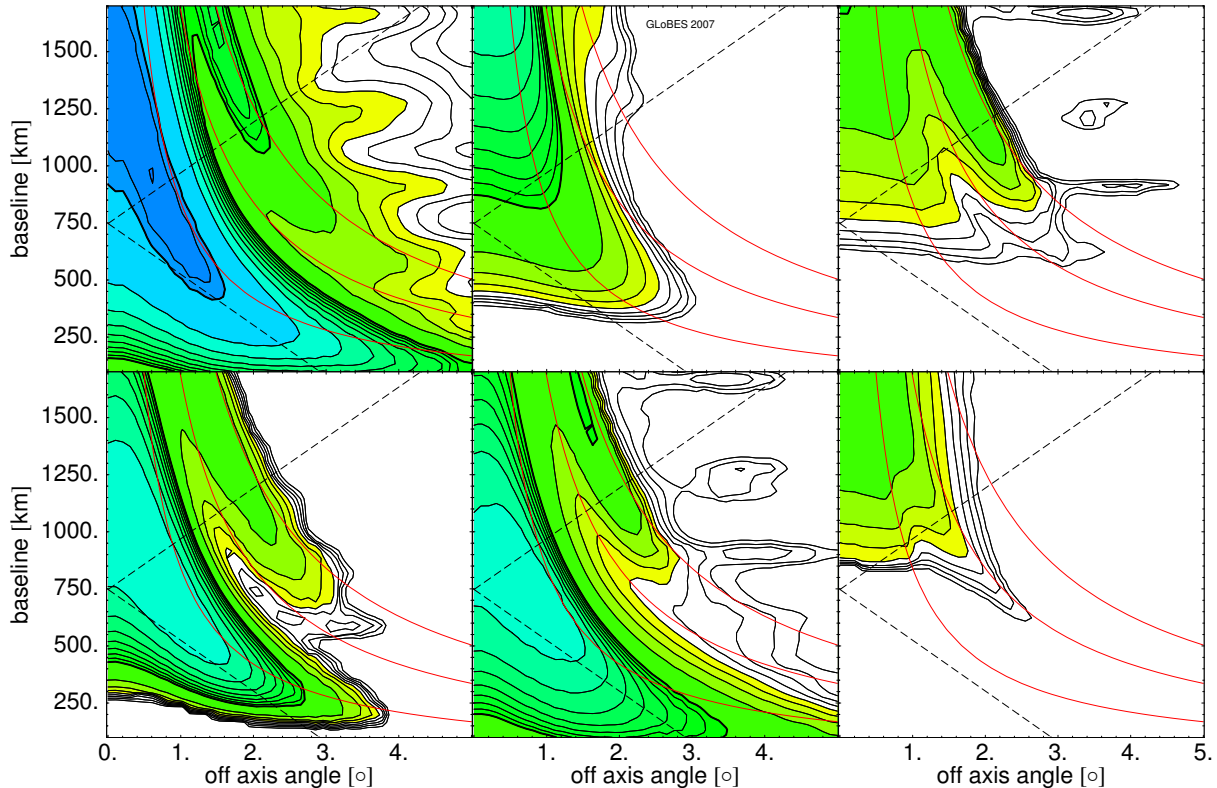 GLoBES 2007
1500.
1250
1000
750
500.
250.
baseline [km]
1500.
1250
1000
750
500.
250.
baseline [km]
0. 1. 2. 3. 4. 1. 2. 3. 4. 1. 2. 3. 4. 5.
off axis angle [○] off axis angle [○] off axis angle [○]